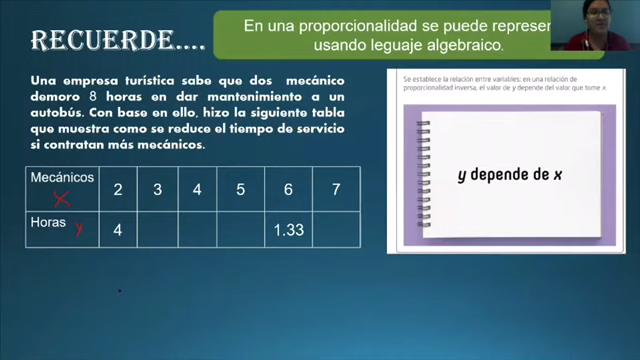 RECUERDE....
En una proporcionalidad se puede
usando leguaje algebraico.
Una empresa turística sabe que dos mecánico
demoro 8 horas en dar mantenimiento a un
autobús. Con base en ello, hizo la siguiente tabla
que muestra como se reduce el tiempo de servicio
si contratan más mecánicos.
Se establece la relación entre variables: en una relación de
proporcionalidad inversa, el valor de y depende del valor que tome x.
y depende de x
Mecánicos x 2 3 4 5 6 7
Horas y 4 1.33